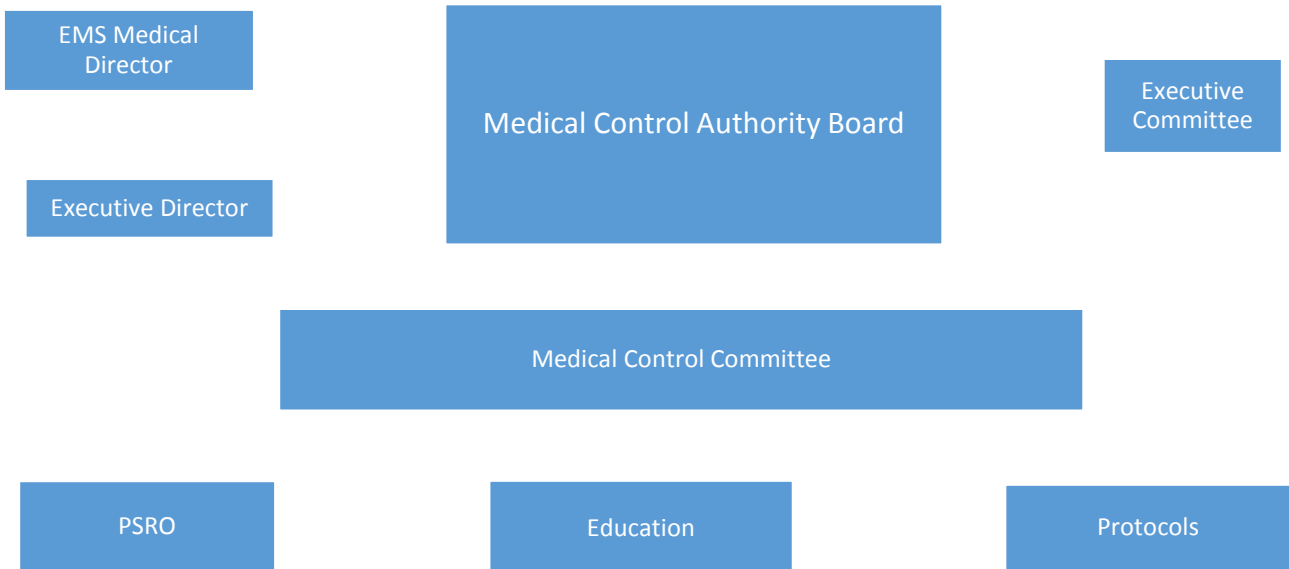 EMS Medical
Director
Medical Control Authority Board
Executive
Committee
Executive Director
Medical Control Committee
PSRO
Education
Protocols